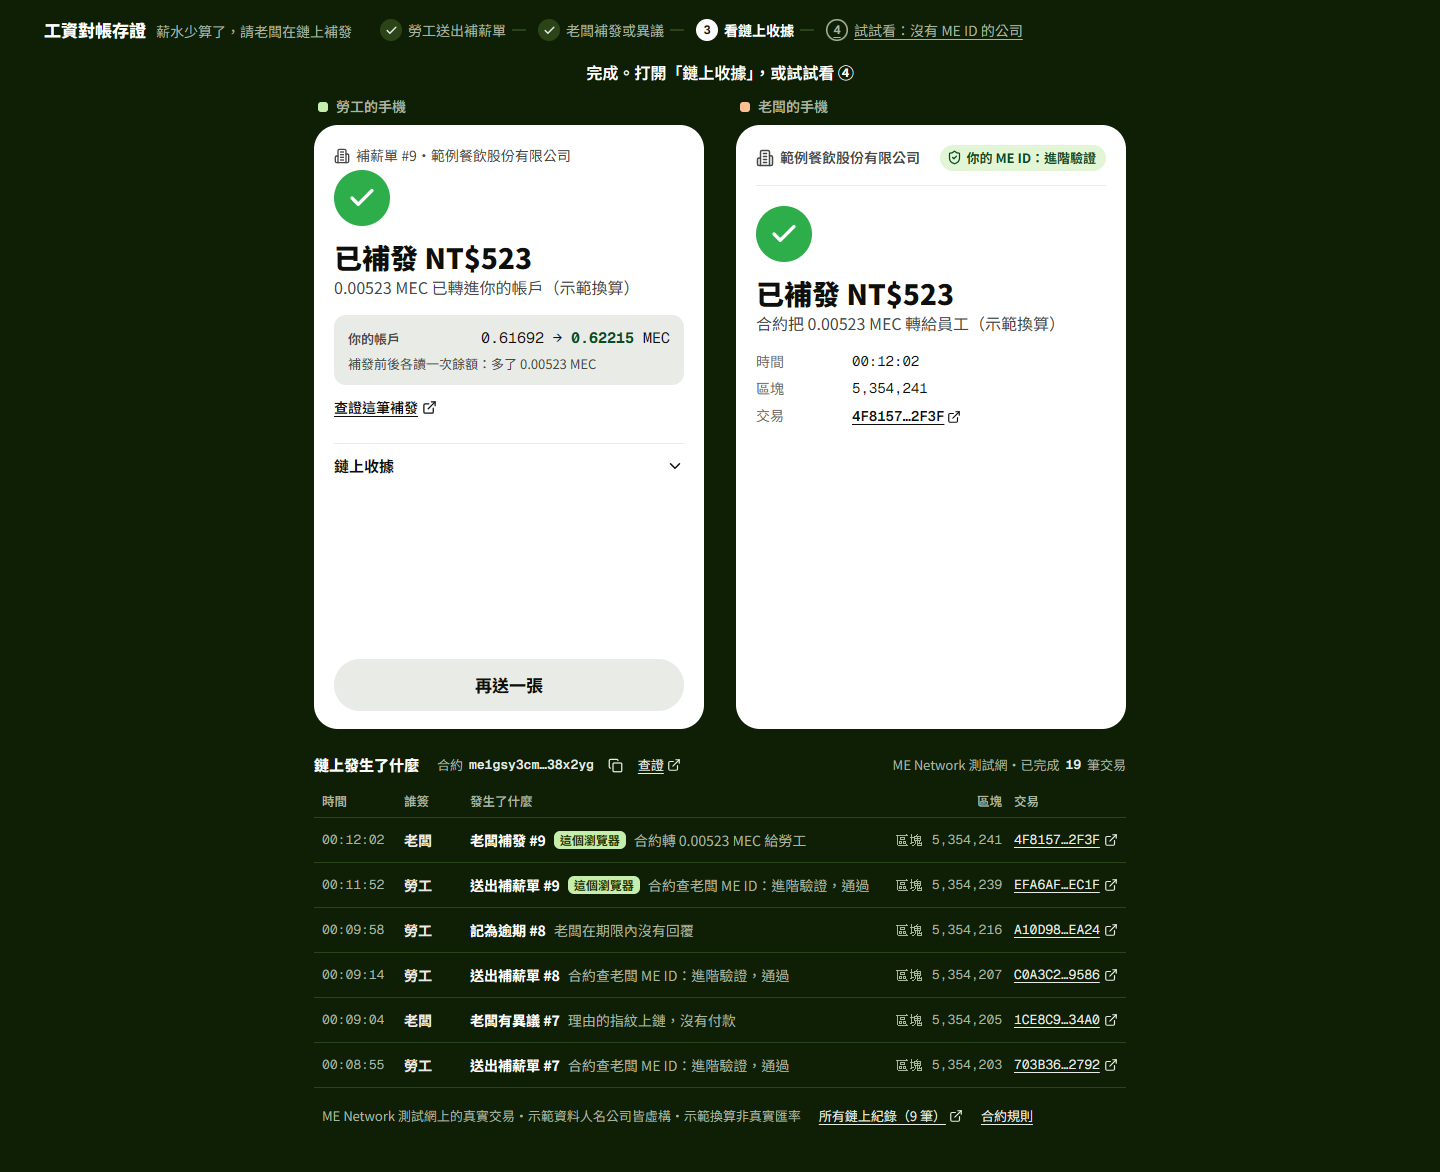 工資對帳存證 薪水少算了，請老闆在鏈上補發 勞工送出補薪單 老闆補發或異議 3 看鏈上收據 4 試試看：沒有 ME ID 的公司
完成。打開「鏈上收據」，或試試看 ④
勞工的手機
補薪單 #9・範例餐飲股份有限公司
已補發 NT$523
0.00523 MEC 已轉進你的帳戶（示範換算）
你的帳戶 0.61692 → 0.62215 MEC
補發前後各讀一次餘額：多了 0.00523 MEC
查證這筆補發
鏈上收據
再送一張
老闆的手機
範例餐飲股份有限公司 你的 ME ID：進階驗證
已補發 NT$523
合約把 0.00523 MEC 轉給員工（示範換算）
時間 00:12:02
區塊 5,354,241
交易 4F8157…2F3F
鏈上發生了什麼 合約 me1gsy3cm…38x2yg 查證 ME Network 測試網・已完成 19 筆交易
時間 誰簽 發生了什麼 區塊 交易
00:12:02 老闆 老闆補發 #9 這個瀏覽器 合約轉 0.00523 MEC 給勞工 區塊 5,354,241 4F8157…2F3F
00:11:52 勞工 送出補薪單 #9 這個瀏覽器 合約查老闆 ME ID：進階驗證，通過 區塊 5,354,239 EFA6AF…EC1F
00:09:58 勞工 記為逾期 #8 老闆在期限內沒有回覆 區塊 5,354,216 A10D98…EA24
00:09:14 勞工 送出補薪單 #8 合約查老闆 ME ID：進階驗證，通過 區塊 5,354,207 C0A3C2…9586
00:09:04 老闆 老闆有異議 #7 理由的指紋上鏈，沒有付款 區塊 5,354,205 1CE8C9…34A0
00:08:55 勞工 送出補薪單 #7 合約查老闆 ME ID：進階驗證，通過 區塊 5,354,203 703B36…2792
ME Network 測試網上的真實交易・示範資料人名公司皆虛構・示範換算非真實匯率 所有鏈上紀錄（9 筆） 合約規則